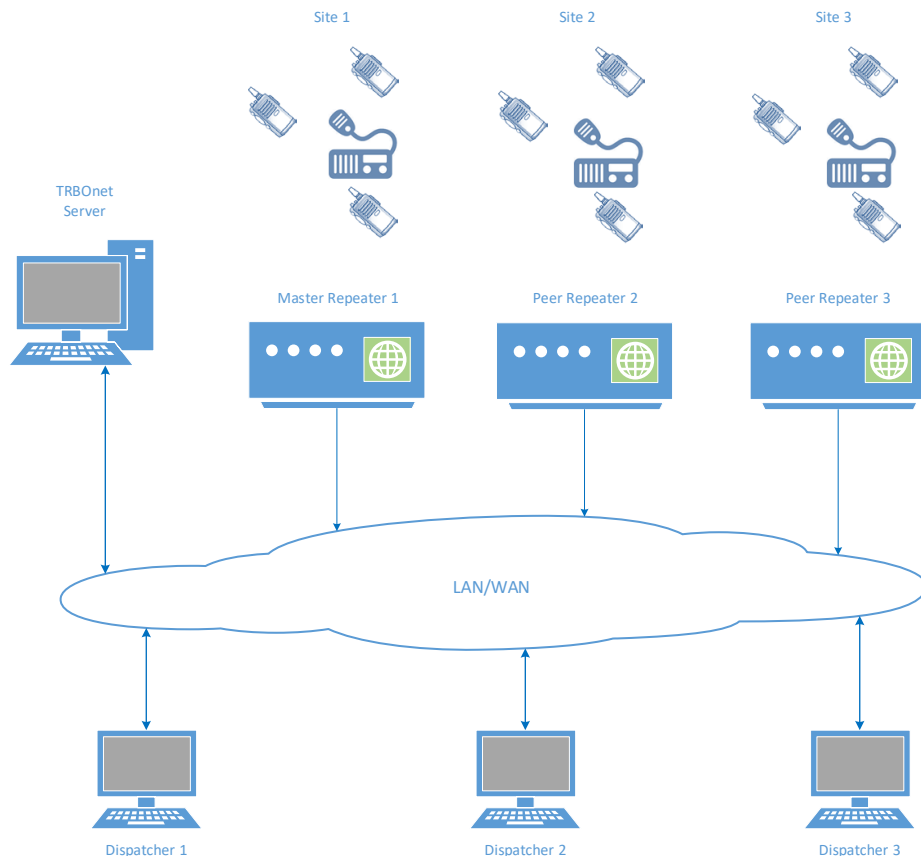 Site 1
Site 2
Site 3
TRBOnet
Server
Master Repeater 1
Peer Repeater 2
Peer Repeater 3
LAN/WAN
Dispatcher 1
Dispatcher 2
Dispatcher 3